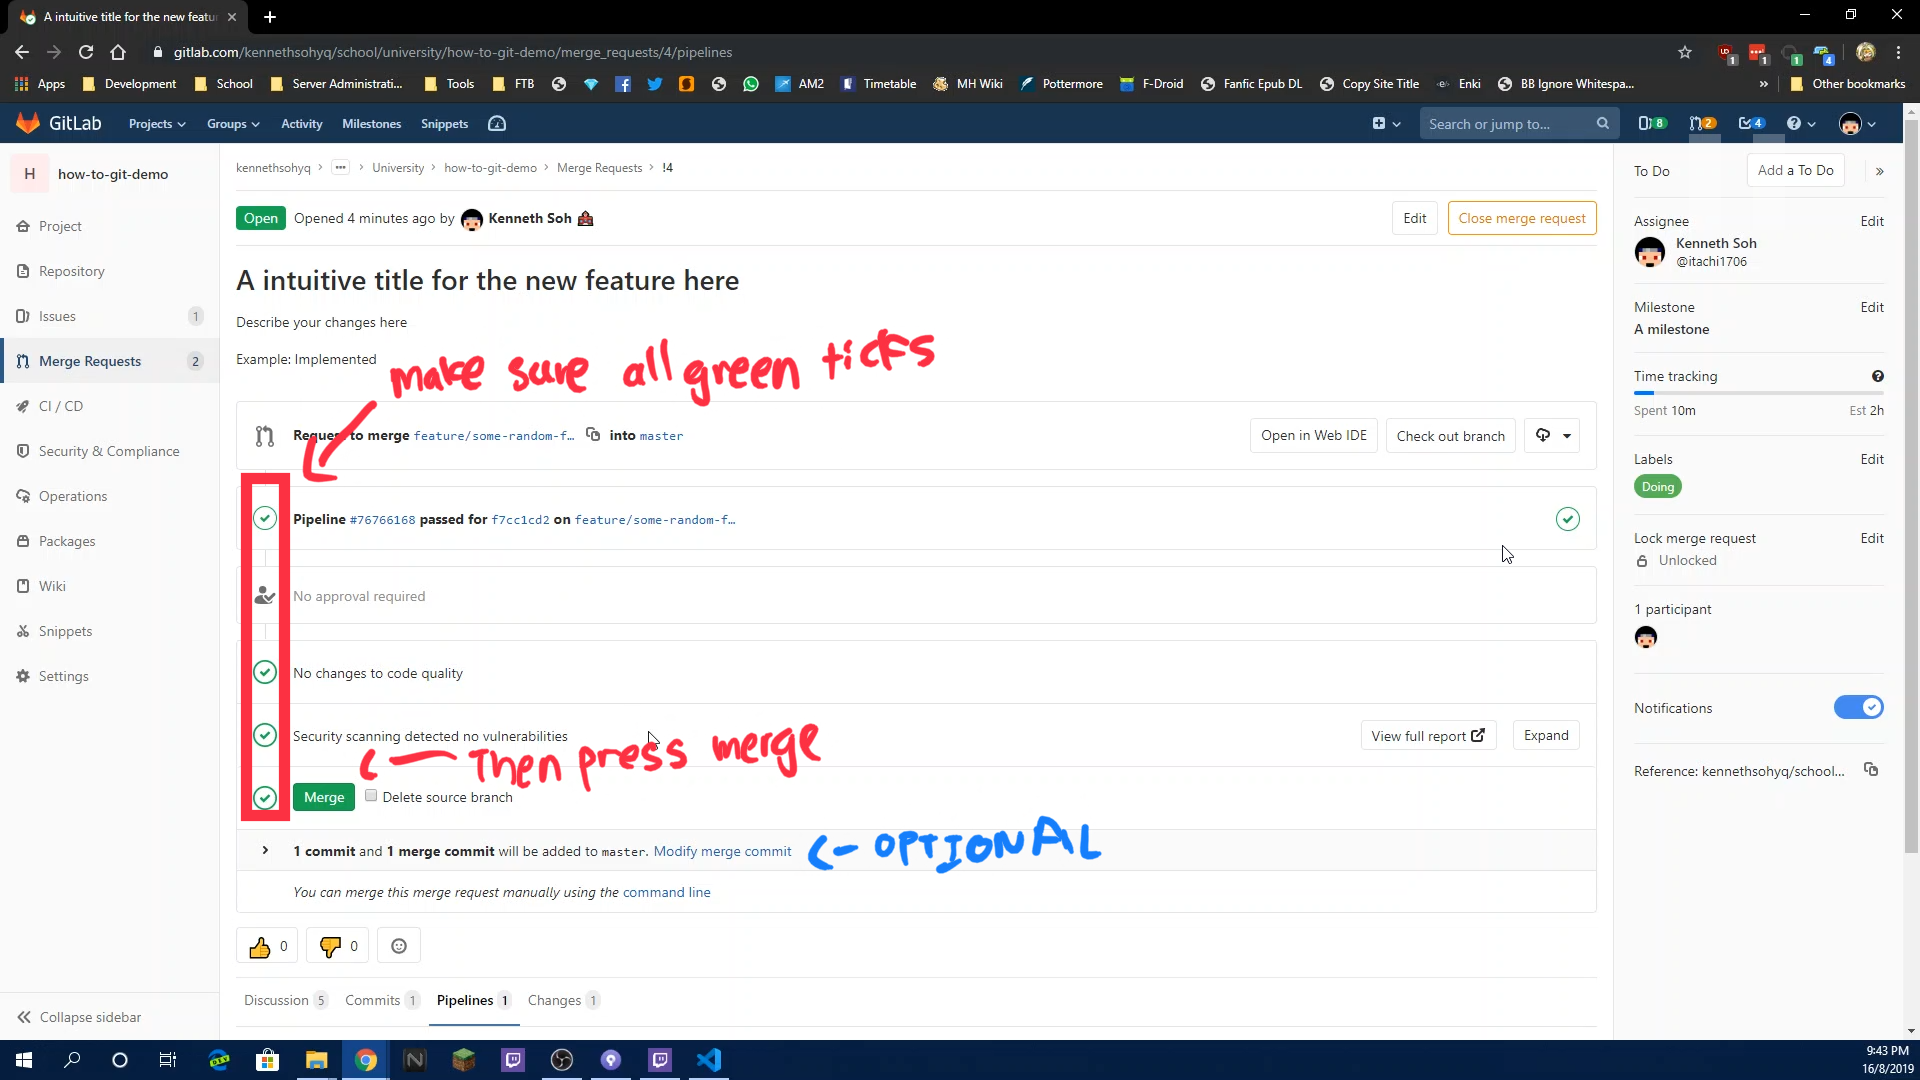 A intuitive title for the new featu
gitlab.com/kennethsohyq/school/university/how-to-git-demo/merge_requests/4/pipelines
1 1 1 4
Apps Development School Server Administrati... Tools FTB AM2 Timetable MH Wiki Pottermore F-Droid Fanfic Epub DL Copy Site Title Enki BB Ignore Whitespa... » Other bookmarks
GitLab Projects Groups Activity Milestones Snippets Search or jump to... 8 2 4
H how-to-git-demo
Project
Repository
Issues 1
Merge Requests 2
CI / CD
Security & Compliance
Operations
Packages
Wiki
Snippets
Settings
Collapse sidebar
kennethsohyq > ... University > how-to-git-demo > Merge Requests > !4
Open Opened 4 minutes ago by Kenneth Soh Edit Close merge request
A intuitive title for the new feature here
Describe your changes here
Example: Implemented
make sure all green ticks
Request to merge feature/some-random-f… into master Open in Web IDE Check out branch
Pipeline #76766168 passed for f7cc1cd2 on feature/some-random-f…
No approval required
No changes to code quality
Security scanning detected no vulnerabilities View full report Expand
Then press merge
Merge Delete source branch
1 commit and 1 merge commit will be added to master. Modify merge commit
OPTIONAL
You can merge this merge request manually using the command line
0 0
Discussion 5 Commits 1 Pipelines 1 Changes 1
To Do Add a To Do »
Assignee Edit
Kenneth Soh
@itachi1706
Milestone Edit
A milestone
Time tracking
Spent 10m Est 2h
Labels Edit
Doing
Lock merge request Edit
Unlocked
1 participant
Notifications
Reference: kennethsohyq/school...
9:43 PM
16/8/2019